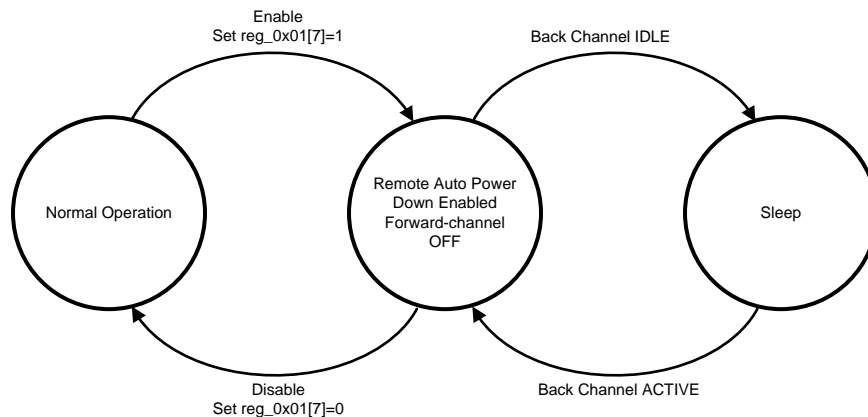 Enable
Set reg_0x01[7]=1
Back Channel IDLE
Normal Operation
Remote Auto Power
Down Enabled
Forward-channel
OFF
Sleep
Disable
Set reg_0x01[7]=0
Back Channel ACTIVE